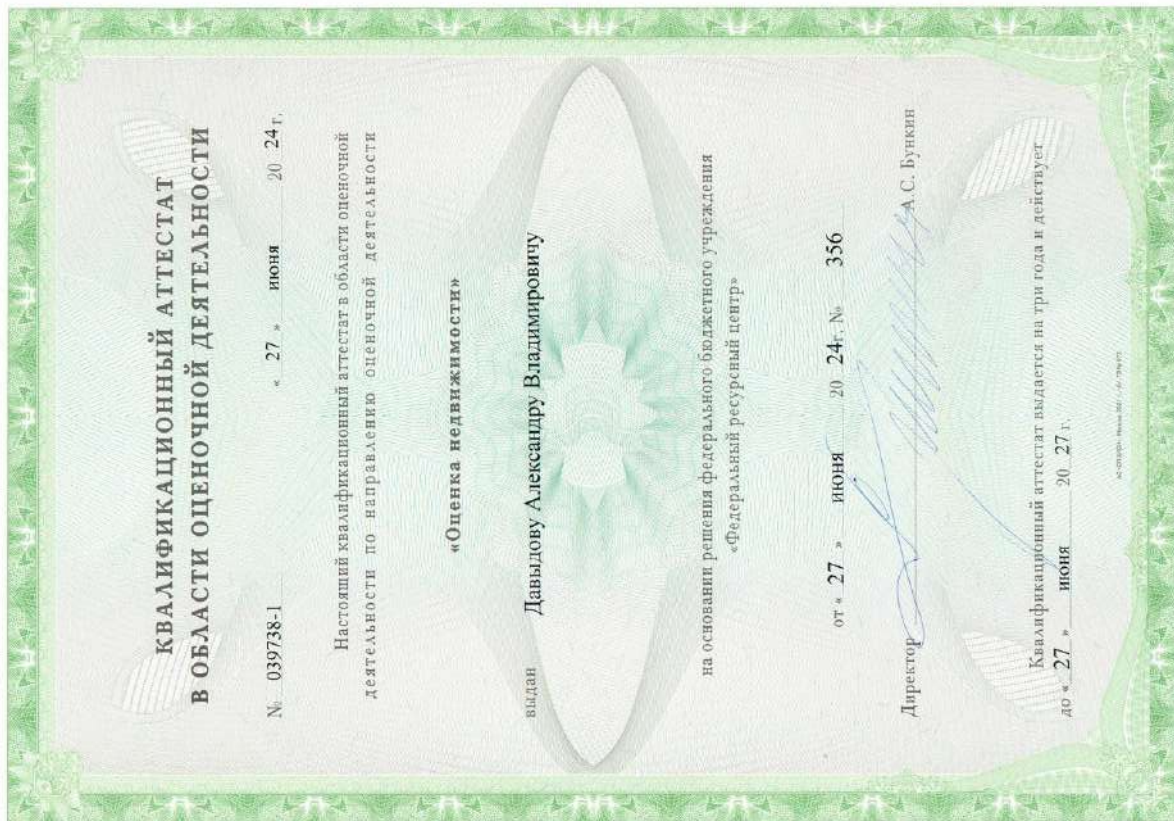 КВАЛИФИКАЦИОННЫЙ АТТЕСТАТ
В ОБЛАСТИ ОЦЕНОЧНОЙ ДЕЯТЕЛЬНОСТИ
№ 039738-1 « 27 » июня 20 24 г.
Настоящий квалификационный аттестат в области оценочной
деятельности по направлению оценочной деятельности
«Оценка недвижимости»
выдан Давыдову Александру Владимировичу
на основании решения федерального бюджетного учреждения
«Федеральный ресурсный центр»
от « 27 » июня 20 24 г. № 356
Директор А.С. Бункин
Квалификационный аттестат выдается на три года и действует
до « 27 » июня 20 27 г.